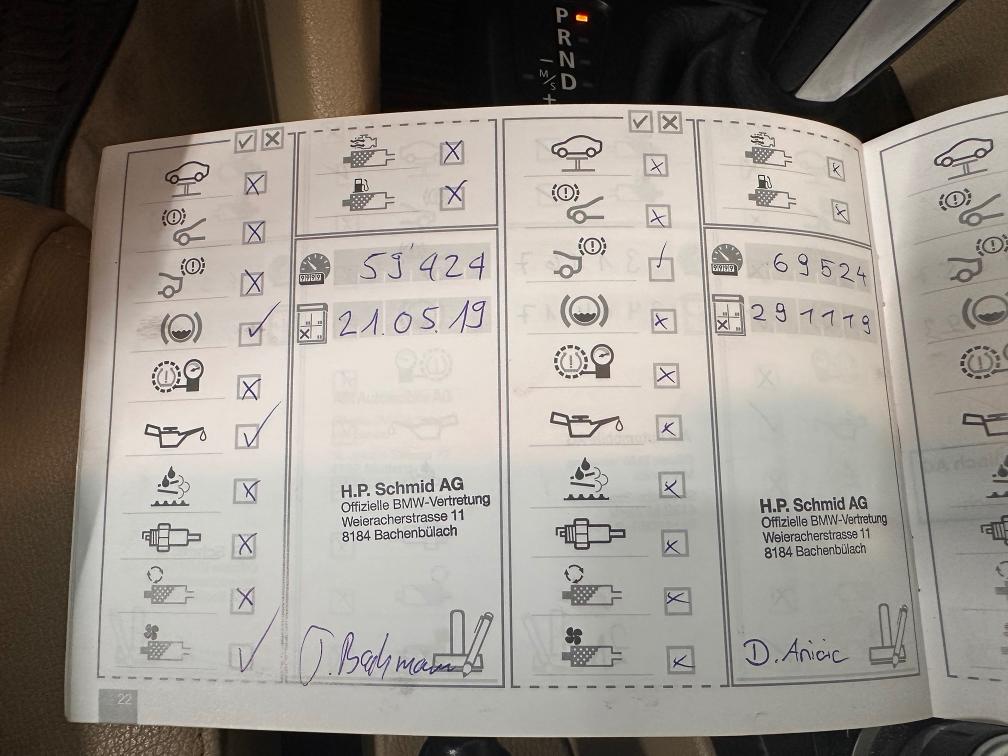 P
R
N
D
M/S
+
59'424
21.05.19
H.P. Schmid AG
Offizielle BMW-Vertretung
Weieracherstrasse 11
8184 Bachenbülach
J. Bachmann
22
69524
291119
H.P. Schmid AG
Offizielle BMW-Vertretung
Weieracherstrasse 11
8184 Bachenbülach
D. Anicic